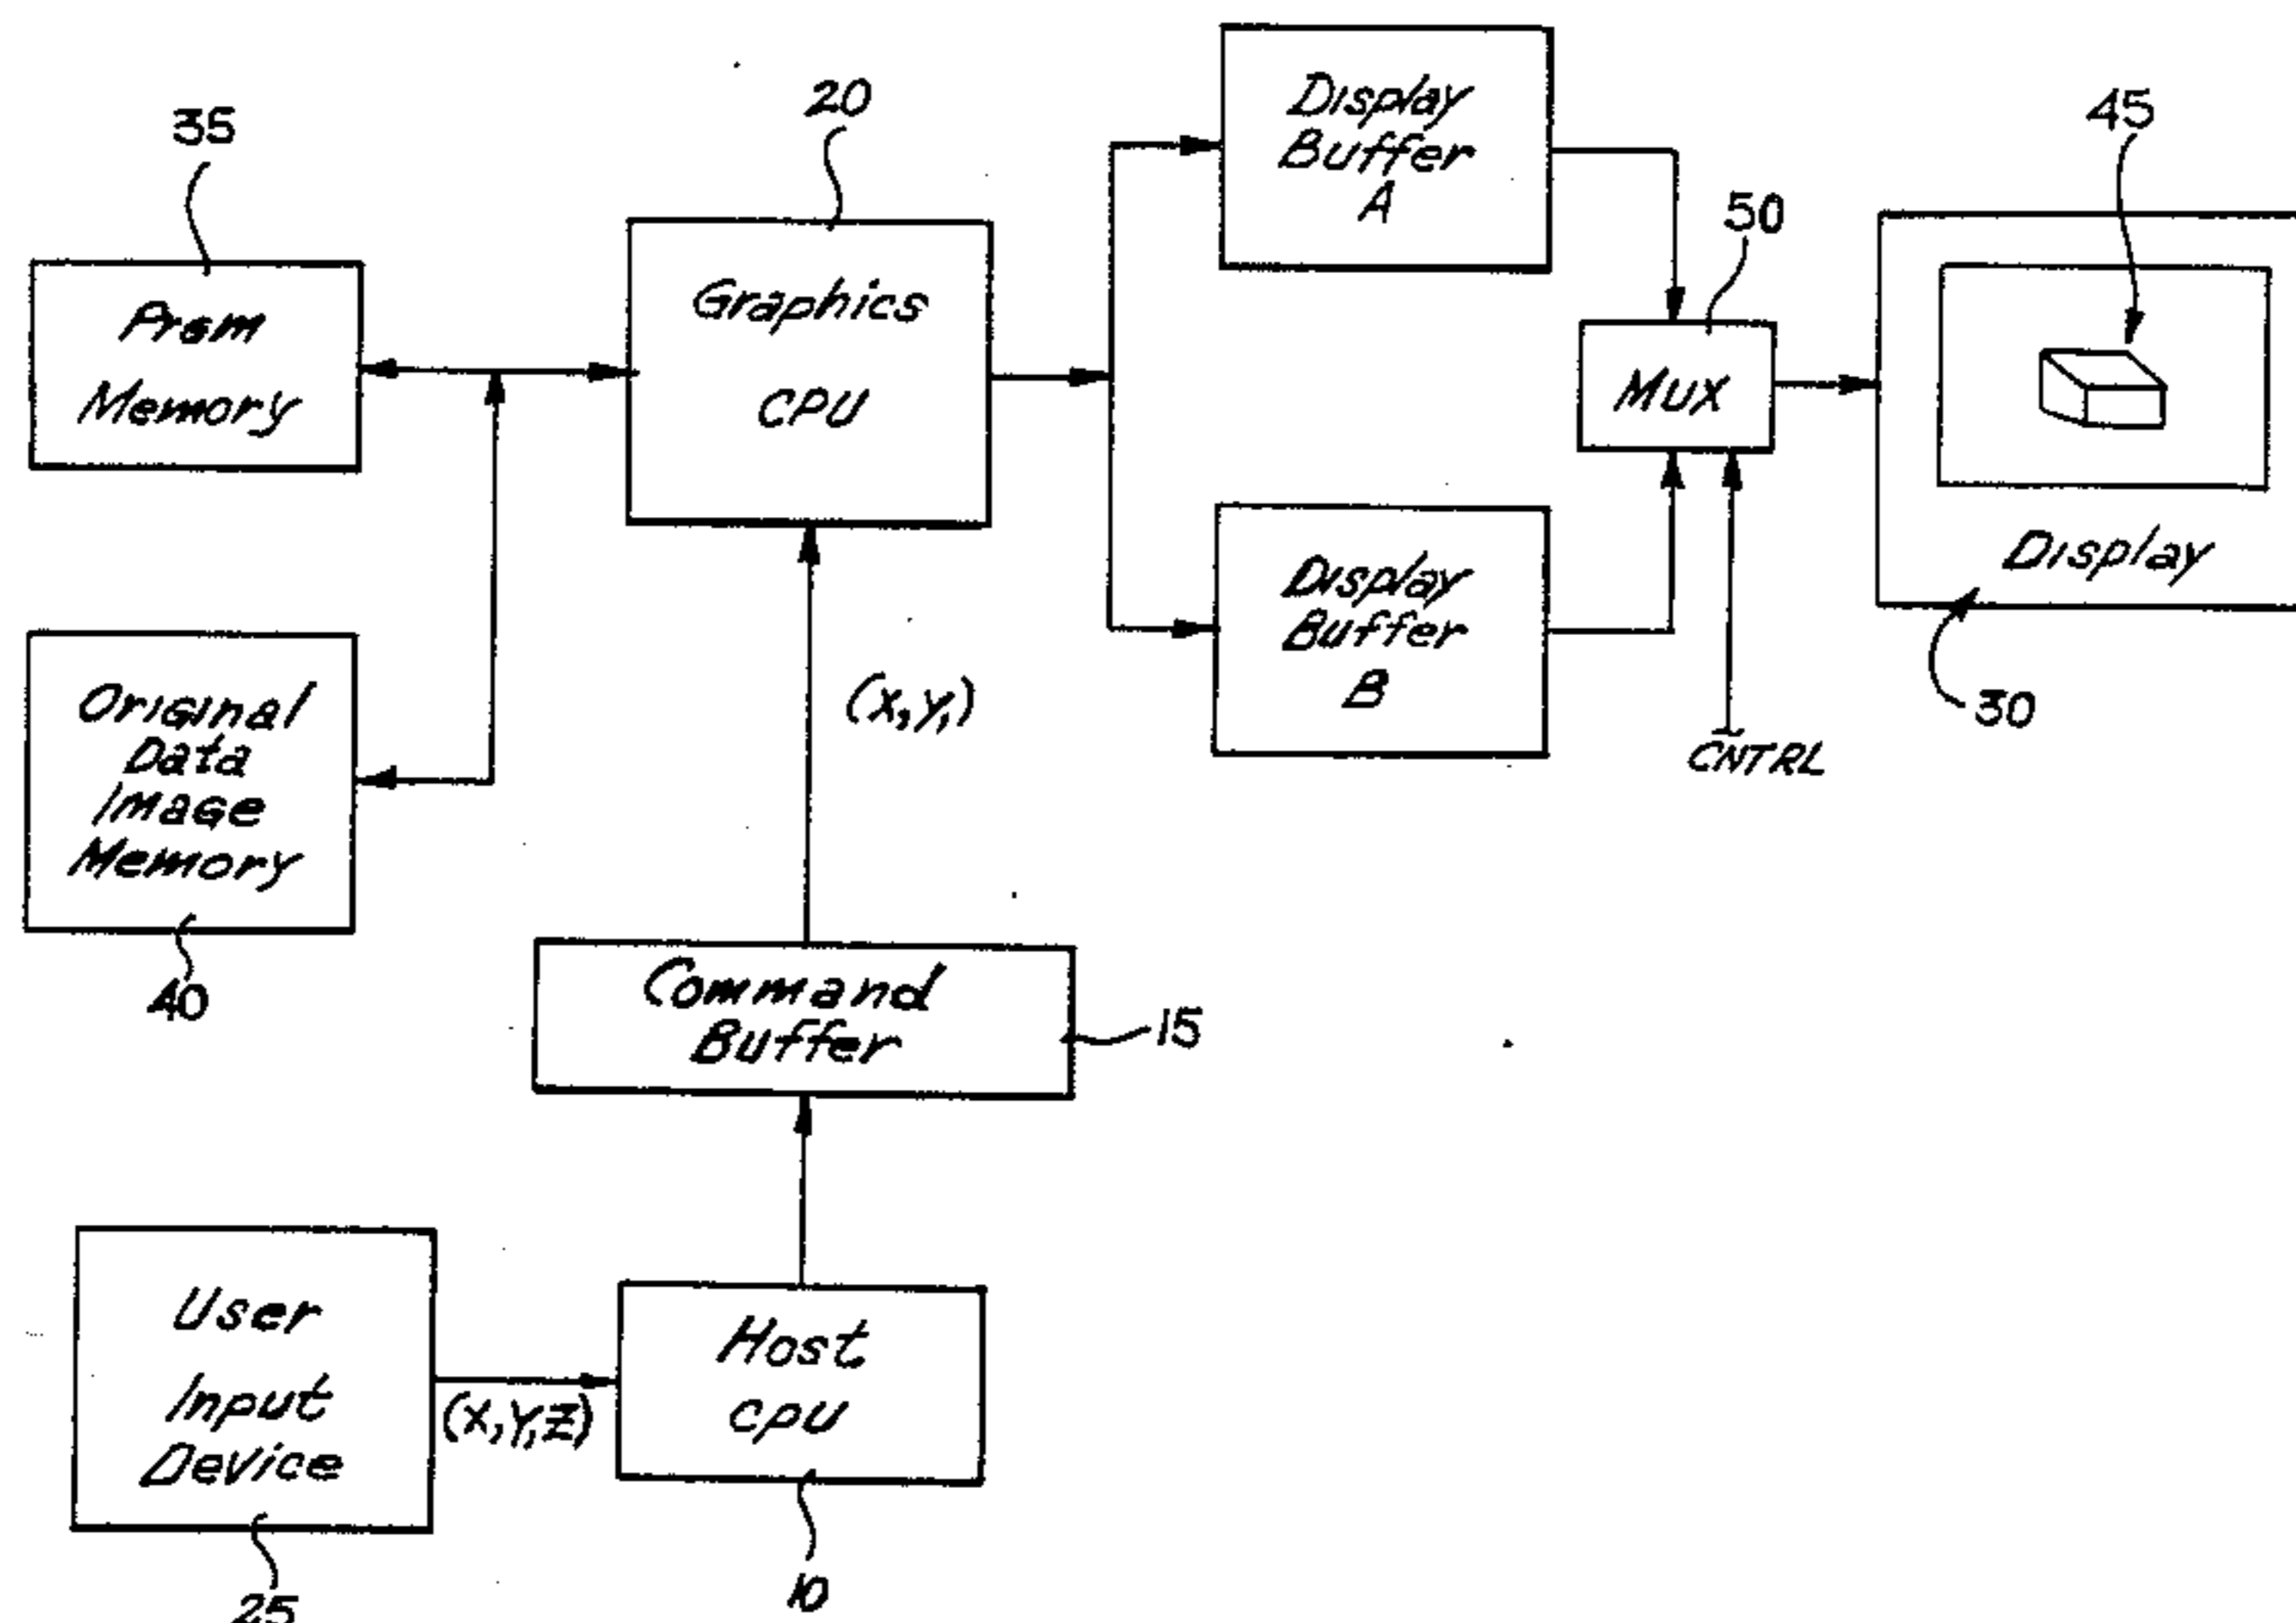 35
20
45
50
Display
Buffer
A
Prgm
Memory
Graphics
CPU
MUX
Display
30
Original
Data
Image
Memory
40
(x,y,)
Display
Buffer
B
CNTRL
Command
Buffer
15
User
Input
Device
25
(x,y,z)
Host
CPU
10